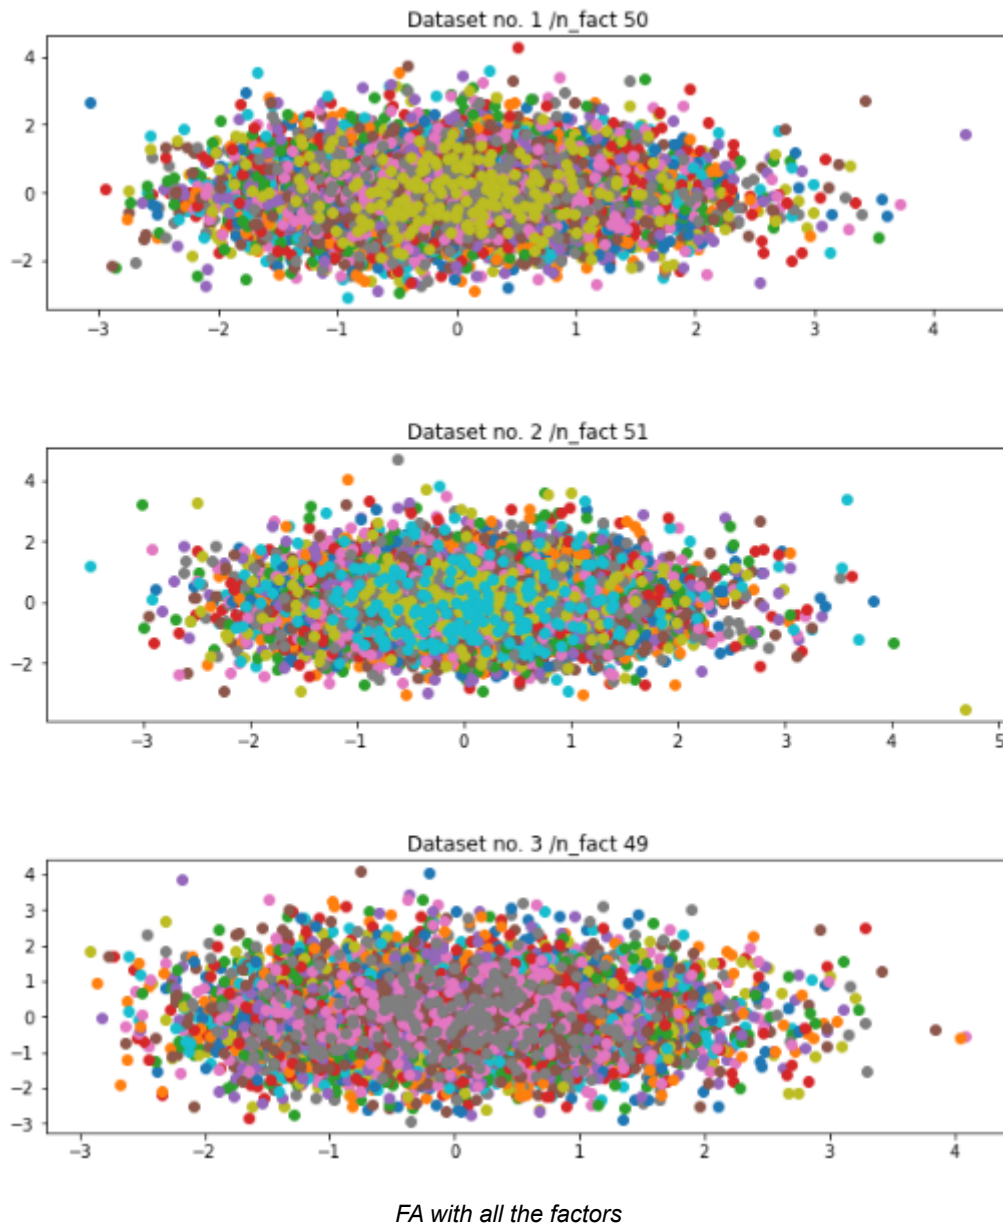 Dataset no. 1 /n_fact 50
4
2
0
−2
−3 −2 −1 0 1 2 3 4
Dataset no. 2 /n_fact 51
4
2
0
−2
−3 −2 −1 0 1 2 3 4 5
Dataset no. 3 /n_fact 49
4
3
2
1
0
−1
−2
−3
−3 −2 −1 0 1 2 3 4
FA with all the factors